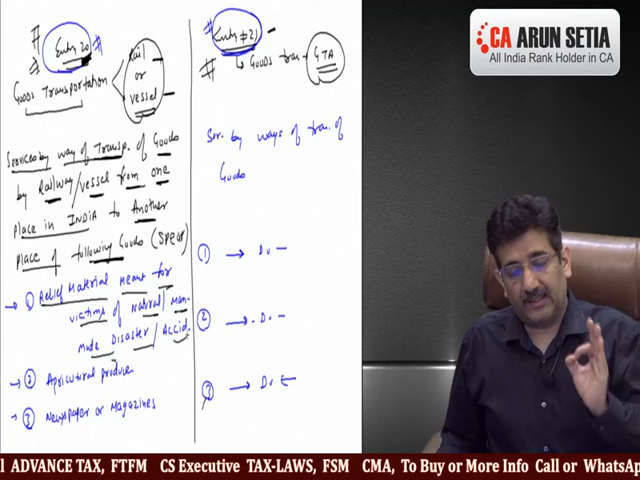 Entry 20
Goods Transportation
rail
or
vessel
Services by way of Transp. of Goods
by Railway/vessel from one
place in INDIA to Another
place of following Goods (Spear)
① Relief Material Meant for
victims of Natural/Man-
Made Disaster/Accid.
② Agricultural produce
③ Newspaper or Magazines
Entry # 21
Goods tran - GTA
Ser. by ways of tran. of
Goods
① → Do -
② → Do -
③ → Do
CA ARUN SETIA
All India Rank Holder in CA
l ADVANCE TAX, FTFM CS Executive TAX-LAWS, FSM CMA, To Buy or More Info Call or WhatsA